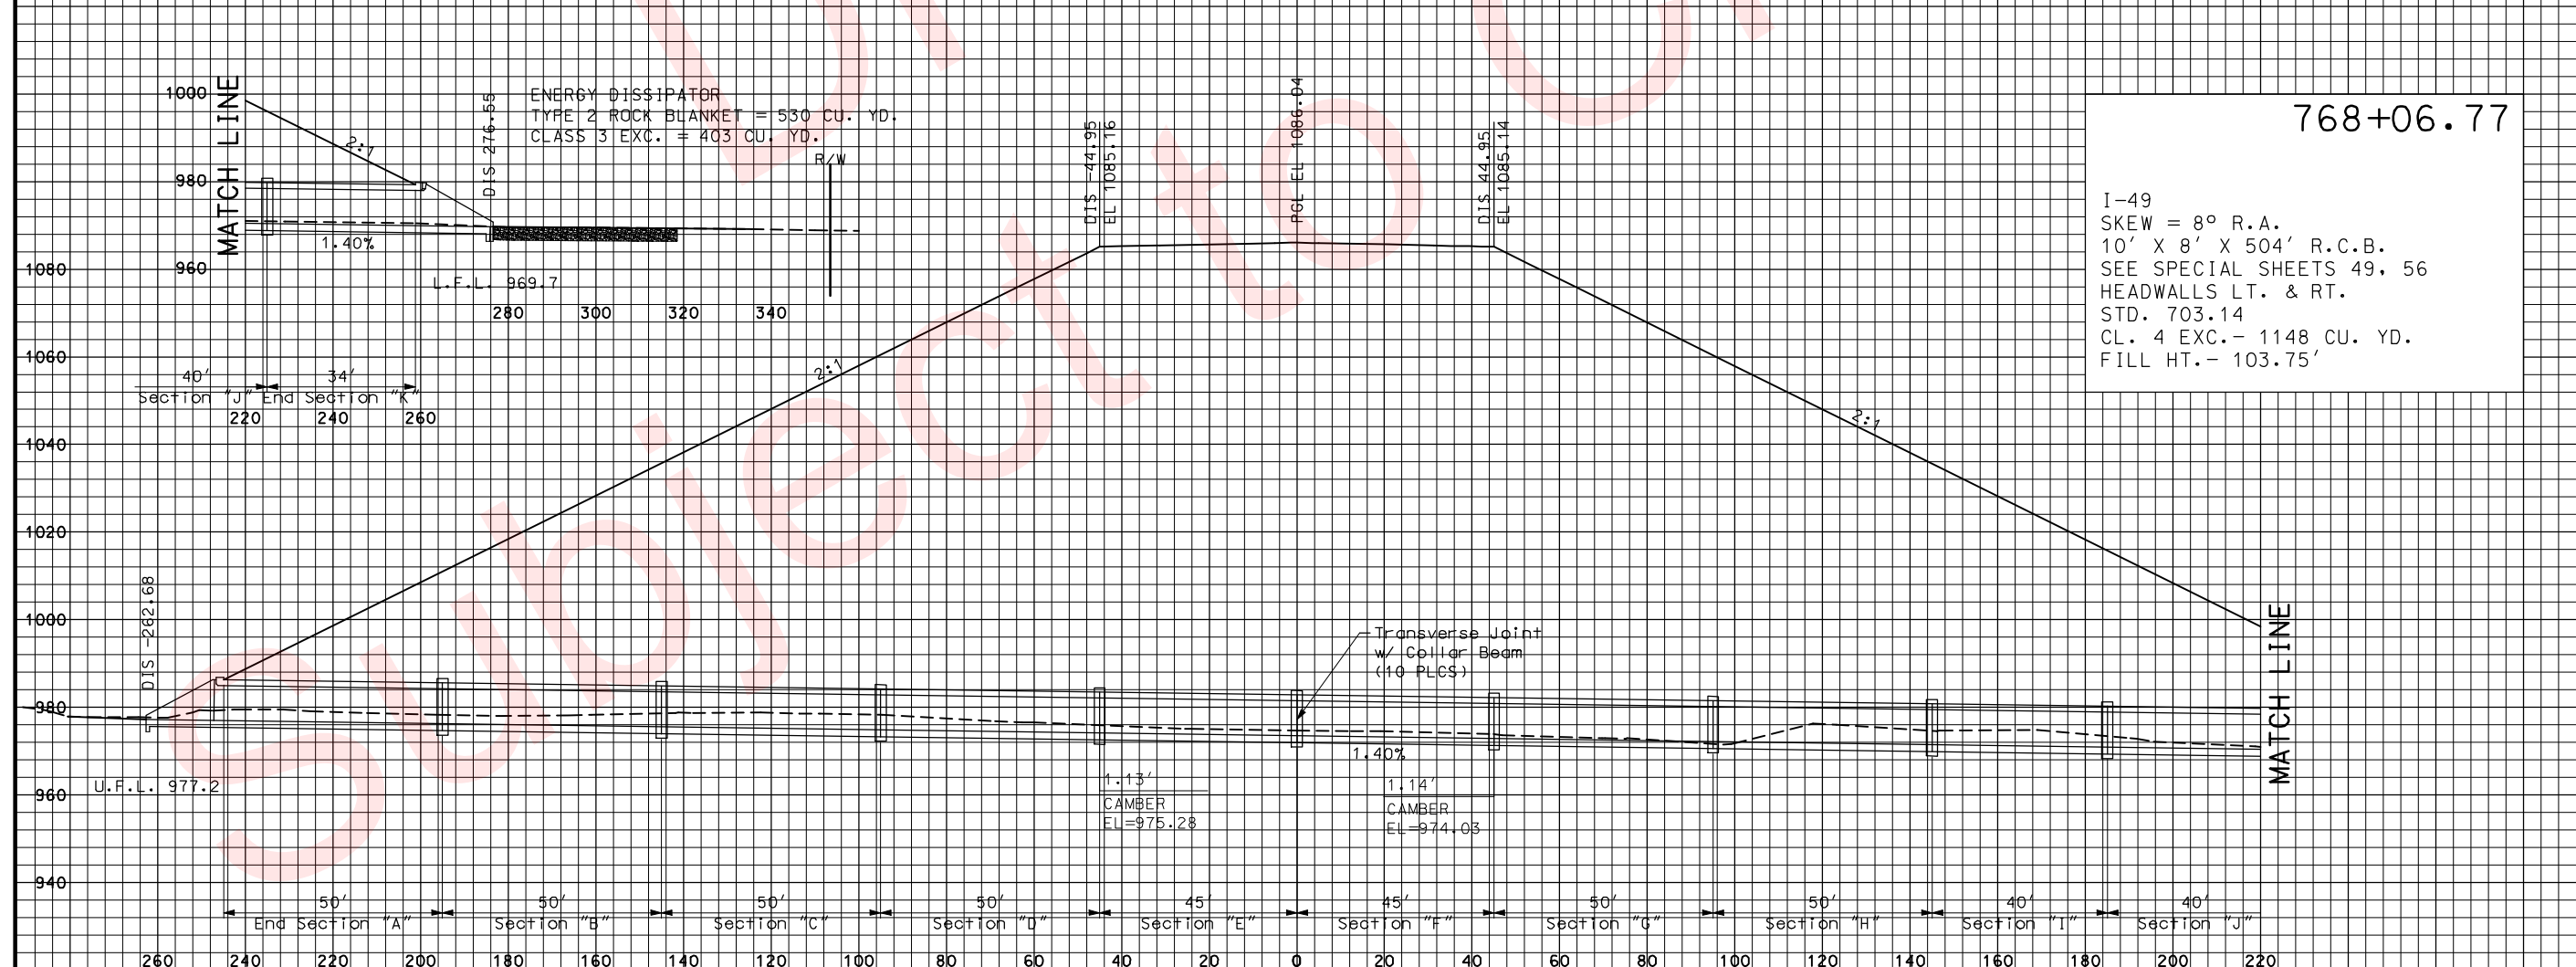 768+06.77
I-49
SKEW = 8° R.A.
10' X 8' X 504' R.C.B.
SEE SPECIAL SHEETS 49, 56
HEADWALLS LT. & RT.
STD. 703.14
CL. 4 EXC.- 1148 CU. YD.
FILL HT.- 103.75'
ENERGY DISSIPATOR
TYPE 2 ROCK BLANKET = 530 CU. YD.
CLASS 3 EXC. = 403 CU. YD.
R/W
DIS 276.55
MATCH LINE
1000
980
960
2:1
1.40%
L.F.L. 969.7
280 300 320 340
40' 34'
Section "J" End Section "K"
220 240 260
DIS -44.95
EL 1085.16
PGL EL 1086.04
DIS 44.95
EL 1085.14
2:1
2:1
1080
1060
1040
1020
1000
980
960
940
DIS -262.68
U.F.L. 977.2
Transverse Joint
w/ Collar Beam
(10 PLCS)
1.40%
1.13'
CAMBER
EL=975.28
1.14'
CAMBER
EL=974.03
MATCH LINE
50' 50' 50' 50' 45' 45' 50' 50' 40' 40'
End Section "A" Section "B" Section "C" Section "D" Section "E" Section "F" Section "G" Section "H" Section "I" Section "J"
260 240 220 200 180 160 140 120 100 80 60 40 20 0 20 40 60 80 100 120 140 160 180 200 220
Subject to